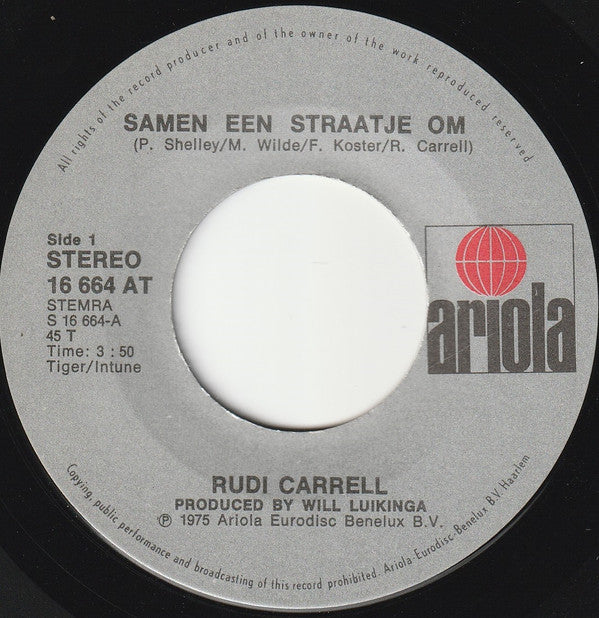 All rights of the record producer and of the owner of the work reproduced reserved
SAMEN EEN STRAATJE OM
(P. Shelley/M. Wilde/F. Koster/R. Carrell)
Side 1
STEREO
16 664 AT
STEMRA
S 16 664-A
45 T
Time: 3 : 50
Tiger/Intune
ariola
RUDI CARRELL
PRODUCED BY WILL LUIKINGA
℗ 1975 Ariola Eurodisc Benelux B.V.
Copying, public performance and broadcasting of this record prohibited. Ariola-Eurodisc-Benelux B.V. Haarlem